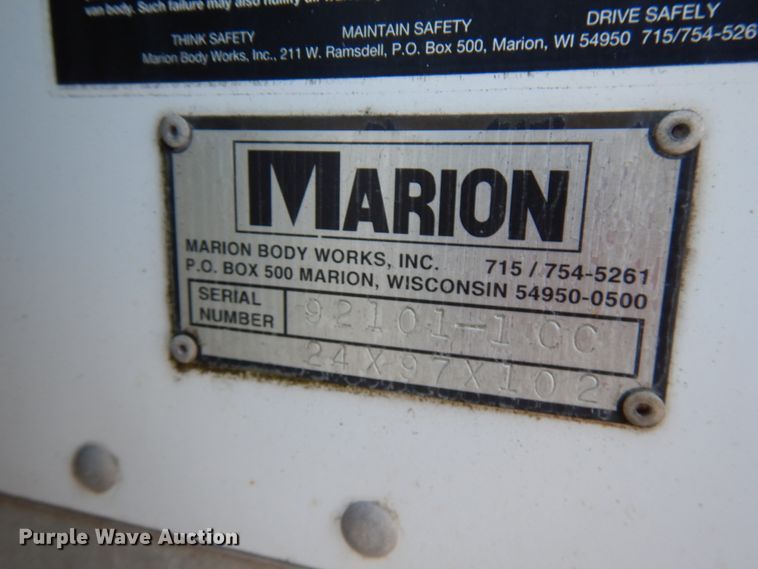 van body. Such failure may also nullify all
THINK SAFETY MAINTAIN SAFETY DRIVE SAFELY
Marion Body Works, Inc., 211 W. Ramsdell, P.O. Box 500, Marion, WI 54950 715/754-5261
MARION
MARION BODY WORKS, INC. 715 / 754-5261
P.O. BOX 500 MARION, WISCONSIN 54950-0500
SERIAL NUMBER 92101-1 CC
24X97X102
Purple Wave Auction